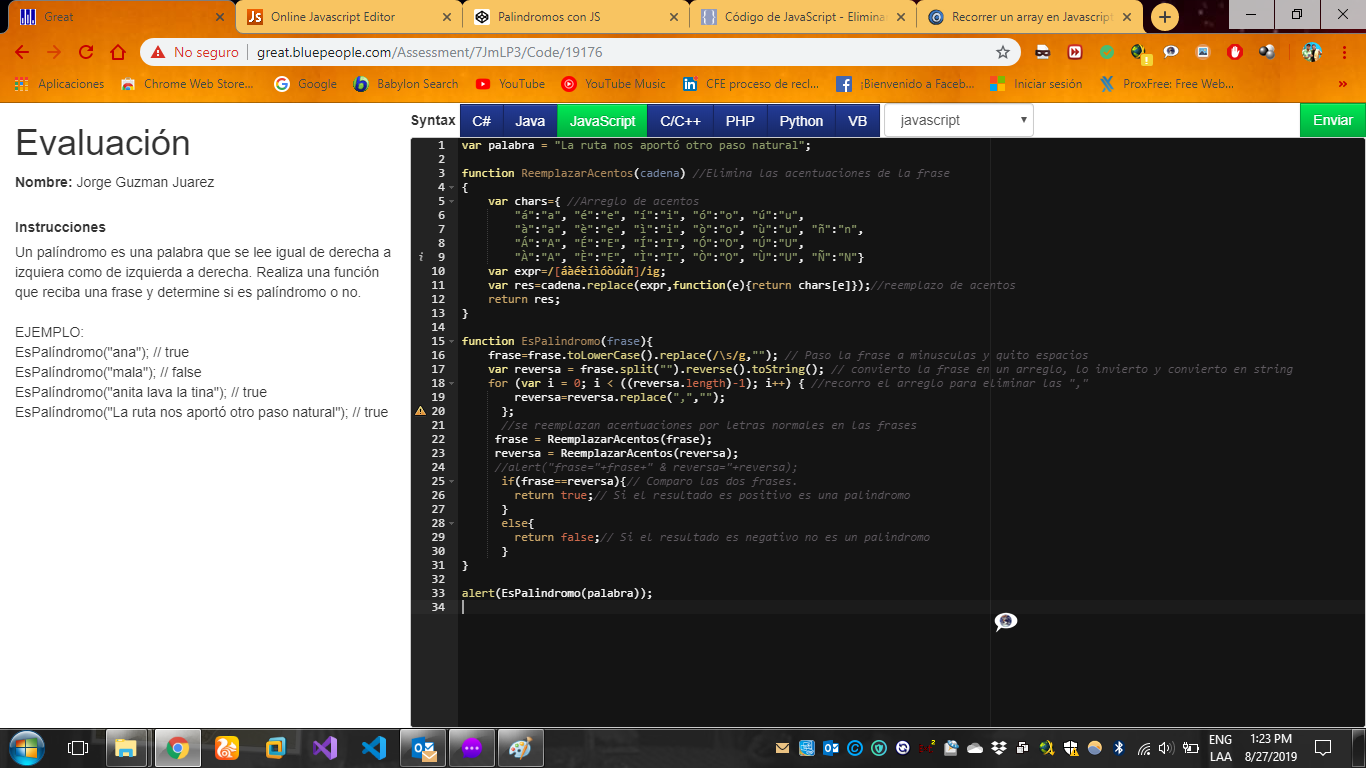 Great
Online Javascript Editor
Palindromos con JS
Código de JavaScript - Elimina
Recorrer un array en Javascript
No seguro
great.bluepeople.com/Assessment/7JmLP3/Code/19176
Aplicaciones
Chrome Web Store...
Google
Babylon Search
YouTube
YouTube Music
CFE proceso de recl...
¡Bienvenido a Faceb...
Iniciar sesión
ProxFree: Free Web...
»
Evaluación
Nombre: Jorge Guzman Juarez
Instrucciones
Un palíndromo es una palabra que se lee igual de derecha a
izquiera como de izquierda a derecha. Realiza una función
que reciba una frase y determine si es palíndromo o no.
EJEMPLO:
EsPalíndromo("ana"); // true
EsPalíndromo("mala"); // false
EsPalíndromo("anita lava la tina"); // true
EsPalíndromo("La ruta nos aportó otro paso natural"); // true
Syntax C# Java JavaScript C/C++ PHP Python VB javascript Enviar
1 var palabra = "La ruta nos aportó otro paso natural";
2
3 function ReemplazarAcentos(cadena) //Elimina las acentuaciones de la frase
4 {
5 var chars={ //Arreglo de acentos
6 "á":"a", "é":"e", "í":"i", "ó":"o", "ú":"u",
7 "à":"a", "è":"e", "ì":"i", "ò":"o", "ù":"u", "ñ":"n",
8 "Á":"A", "É":"E", "Í":"I", "Ó":"O", "Ú":"U",
9 "À":"A", "È":"E", "Ì":"I", "Ò":"O", "Ù":"U", "Ñ":"N"}
10 var expr=/[áàéèíìóòúùñ]/ig;
11 var res=cadena.replace(expr,function(e){return chars[e]});//reemplazo de acentos
12 return res;
13 }
14
15 function EsPalindromo(frase){
16 frase=frase.toLowerCase().replace(/\s/g,""); // Paso la frase a minusculas y quito espacios
17 var reversa = frase.split("").reverse().toString(); // convierto la frase en un arreglo, lo invierto y convierto en string
18 for (var i = 0; i < ((reversa.length)-1); i++) { //recorro el arreglo para eliminar las ","
19 reversa=reversa.replace(",","");
20 };
21 //se reemplazan acentuaciones por letras normales en las frases
22 frase = ReemplazarAcentos(frase);
23 reversa = ReemplazarAcentos(reversa);
24 //alert("frase="+frase+" & reversa="+reversa);
25 if(frase==reversa){// Comparo las dos frases.
26 return true;// Si el resultado es positivo es una palindromo
27 }
28 else{
29 return false;// Si el resultado es negativo no es un palindromo
30 }
31 }
32
33 alert(EsPalindromo(palabra));
34
ENG
LAA
1:23 PM
8/27/2019